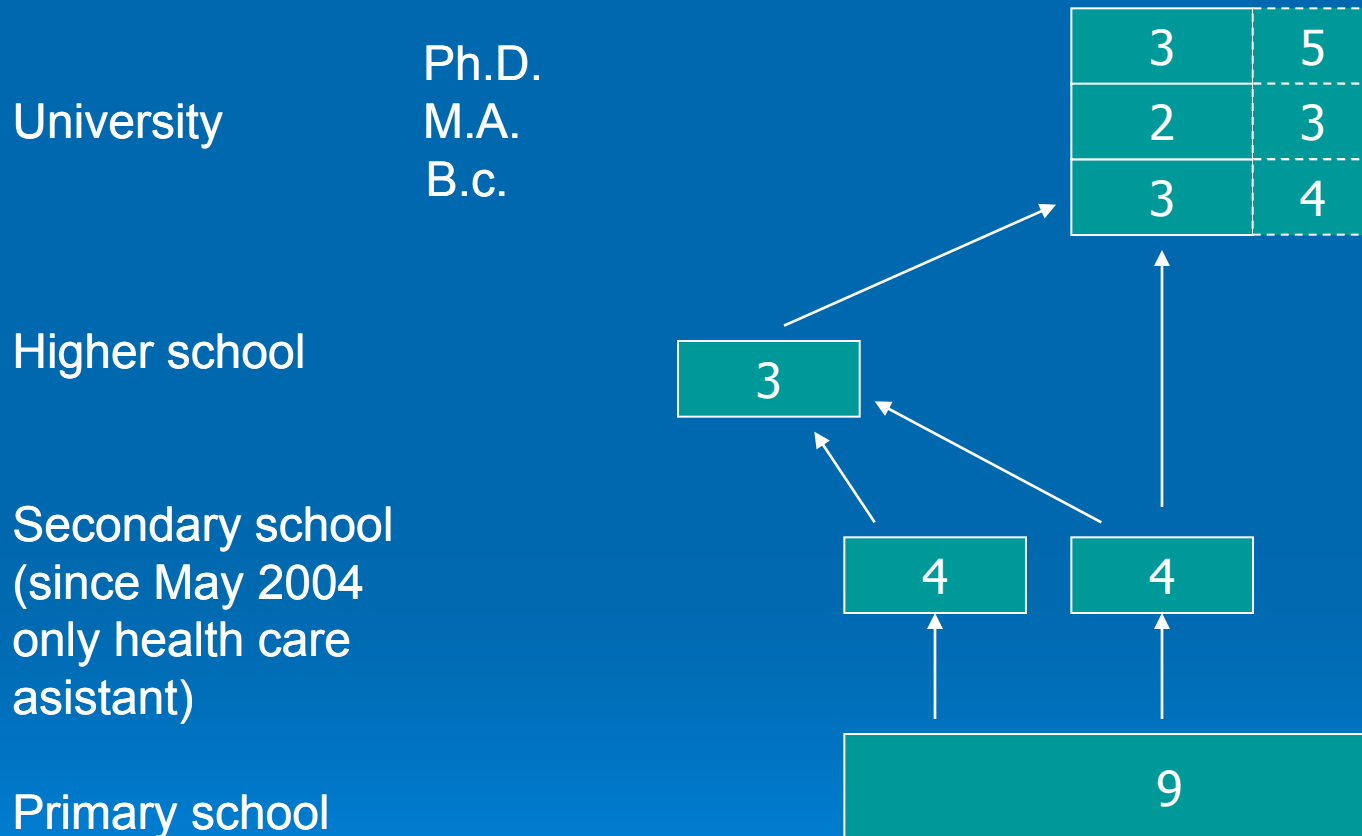 Ph.D.
3 5
University
M.A.
2 3
B.c.
3 4
Higher school
3
Secondary school
(since May 2004
only health care
asistant)
4 4
9
Primary school